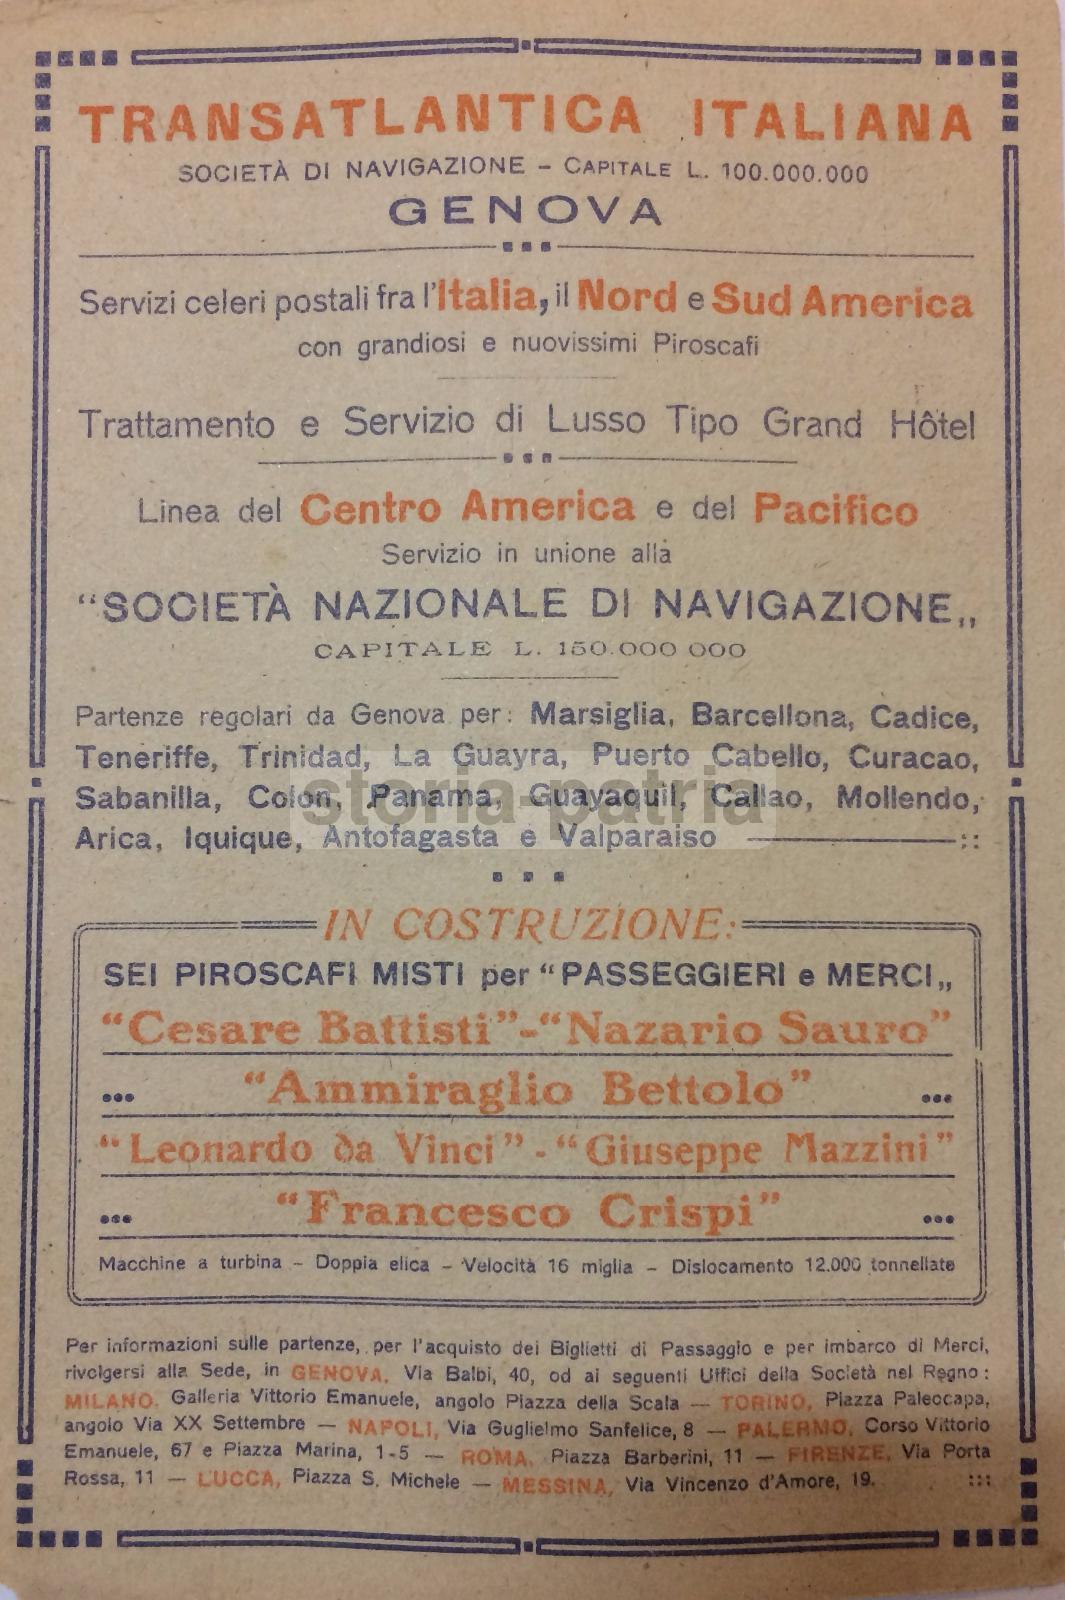 TRANSATLANTICA ITALIANA
SOCIETÀ DI NAVIGAZIONE – CAPITALE L. 100.000.000
GENOVA
Servizi celeri postali fra l'Italia, il Nord e Sud America
con grandiosi e nuovissimi Piroscafi
Trattamento e Servizio di Lusso Tipo Grand Hôtel
Linea del Centro America e del Pacifico
Servizio in unione alla
“SOCIETÀ NAZIONALE DI NAVIGAZIONE„
CAPITALE L. 150.000 000
Partenze regolari da Genova per: Marsiglia, Barcellona, Cadice,
Teneriffe, Trinidad, La Guayra, Puerto Cabello, Curacao,
Sabanilla, Colon, Panama, Guayaquil, Callao, Mollendo,
storia-patria
Arica, Iquique, Antofagasta e Valparaiso
IN COSTRUZIONE:
SEI PIROSCAFI MISTI per “PASSEGGIERI e MERCI„
“Cesare Battisti”-“Nazario Sauro”
“Ammiraglio Bettolo”
“Leonardo da Vinci” - “Giuseppe Mazzini”
“Francesco Crispi”
Macchine a turbina – Doppia elica – Velocità 16 miglia – Dislocamento 12.000 tonnellate
Per informazioni sulle partenze, per l'acquisto dei Biglietti di Passaggio e per imbarco di Merci,
rivolgersi alla Sede, in GENOVA, Via Balbi, 40, od ai seguenti Uffici della Società nel Regno:
MILANO, Galleria Vittorio Emanuele, angolo Piazza della Scala — TORINO, Piazza Paleocapa,
angolo Via XX Settembre — NAPOLI, Via Guglielmo Sanfelice, 8 — PALERMO, Corso Vittorio
Emanuele, 67 e Piazza Marina, 1-5 — ROMA, Piazza Barberini, 11 — FIRENZE, Via Porta
Rossa, 11 — LUCCA, Piazza S. Michele — MESSINA, Via Vincenzo d'Amore, 19.